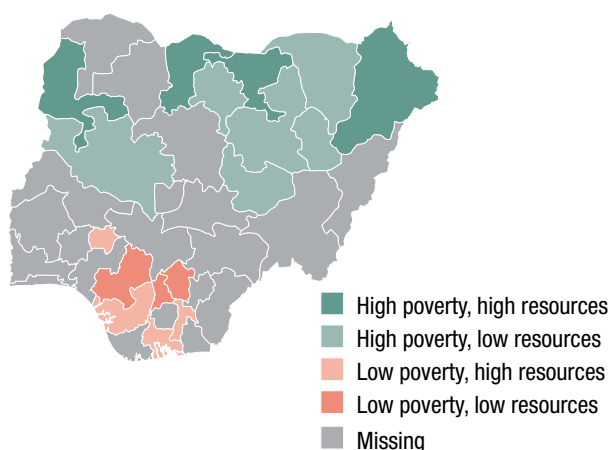 High poverty, high resources
High poverty, low resources
Low poverty, high resources
Low poverty, low resources
Missing